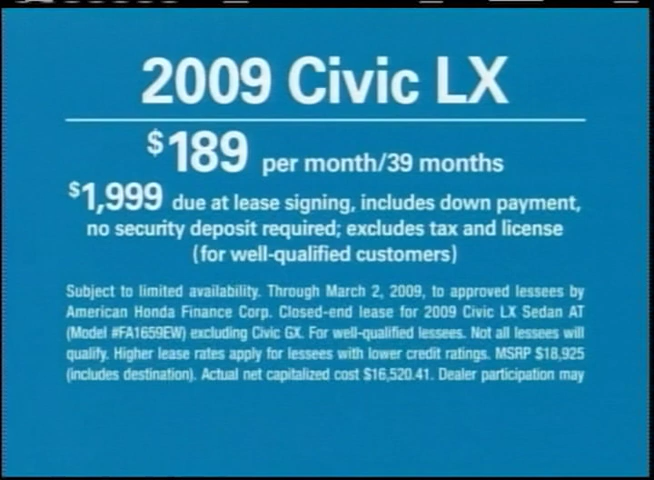 2009 Civic LX
$189 per month/39 months
$1,999 due at lease signing, includes down payment,
no security deposit required; excludes tax and license
(for well-qualified customers)
Subject to limited availability. Through March 2, 2009, to approved lessees by
American Honda Finance Corp. Closed-end lease for 2009 Civic LX Sedan AT
(Model #FA1659EW) excluding Civic GX. For well-qualified lessees. Not all lessees will
qualify. Higher lease rates apply for lessees with lower credit ratings. MSRP $18,925
(includes destination). Actual net capitalized cost $16,520.41. Dealer participation may